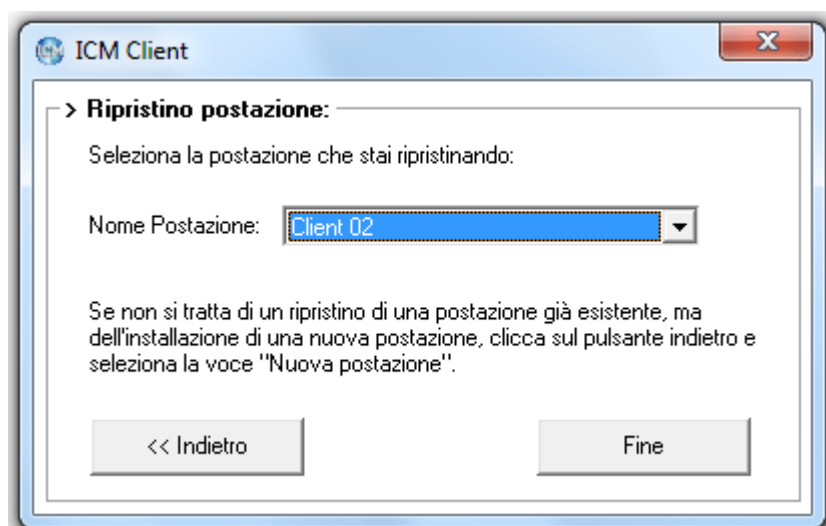 ICM Client
> Ripristino postazione:
Seleziona la postazione che stai ripristinando:
Nome Postazione: Client 02
Se non si tratta di un ripristino di una postazione già esistente, ma
dell'installazione di una nuova postazione, clicca sul pulsante indietro e
seleziona la voce "Nuova postazione".
<< Indietro Fine